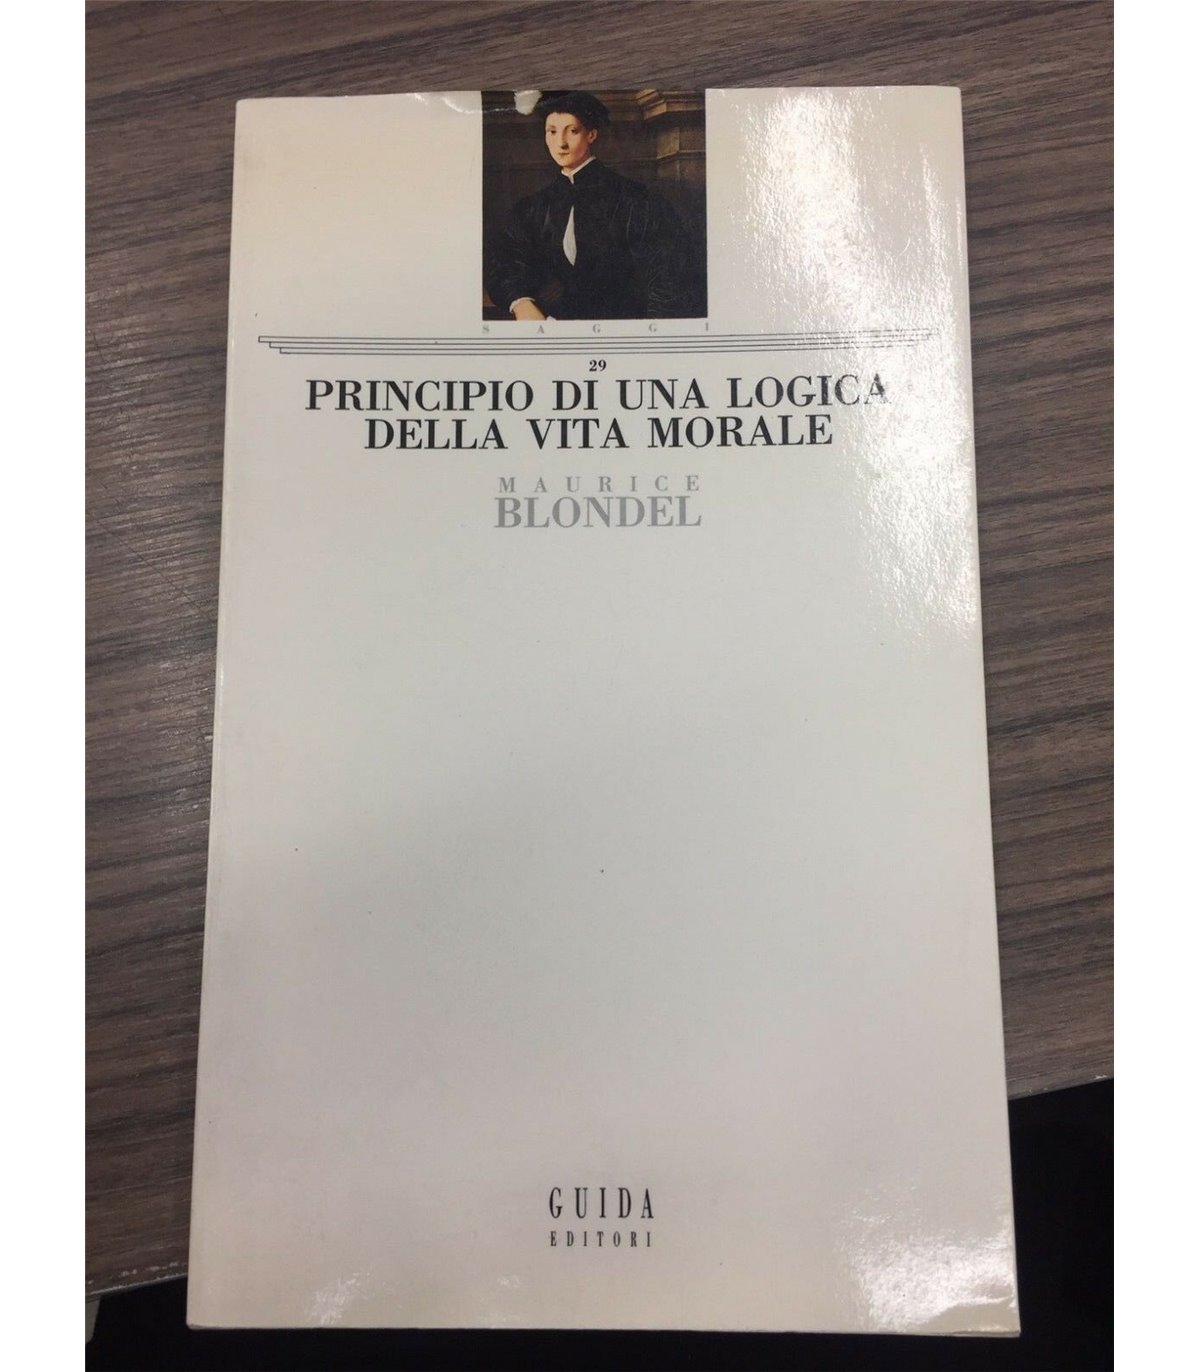 SAGGI
29
PRINCIPIO DI UNA LOGICA
DELLA VITA MORALE
MAURICE
BLONDEL
GUIDA
EDITORI